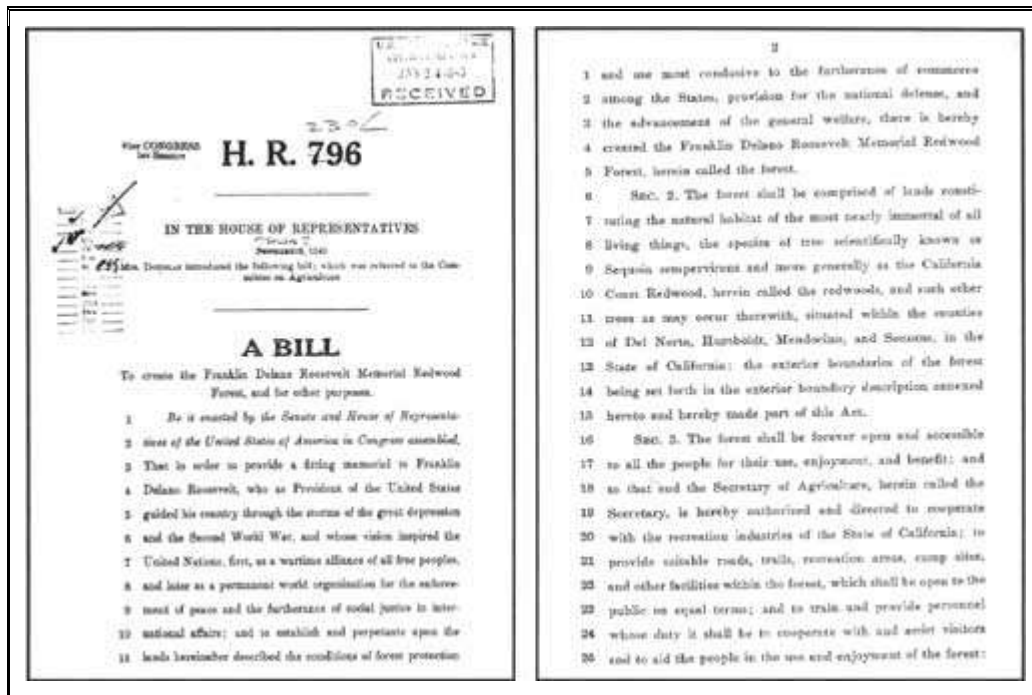 RECEIVED
CONGRESS
H. R. 796
IN THE HOUSE OF REPRESENTATIVES
introduced the following bill; which was referred to the Com-
mittee on Agriculture
A BILL
To create the Franklin Delano Roosevelt Memorial Redwood
Forest, and for other purposes.
1 Be it enacted by the Senate and House of Representa-
2 tives of the United States of America in Congress assembled,
3 That in order to provide a fitting memorial to Franklin
4 Delano Roosevelt, who as President of the United States
5 guided his country through the storms of the great depression
6 and the Second World War, and whose vision inspired the
7 United Nations, first, as a wartime alliance of all free peoples,
8 and later as a permanent world organization for the enforce-
9 ment of peace and the furtherance of social justice in inter-
10 national affairs; and to establish and perpetuate upon the
11 lands hereinafter described the conditions of forest protection
2
1 and use most conducive to the furtherance of commerce
2 among the States, provision for the national defense, and
3 the advancement of the general welfare, there is hereby
4 created the Franklin Delano Roosevelt Memorial Redwood
5 Forest, herein called the forest.
6 SEC. 2. The forest shall be comprised of lands consti-
7 tuting the natural habitat of the most nearly immortal of all
8 living things, the species of tree scientifically known as
9 Sequoia sempervirens and more generally as the California
10 Coast Redwood, herein called the redwoods, and such other
11 trees as may occur therewith, situated within the counties
12 of Del Norte, Humboldt, Mendocino, and Sonoma, in the
13 State of California; the exterior boundaries of the forest
14 being set forth in the exterior boundary description annexed
15 hereto and hereby made part of this Act.
16 SEC. 3. The forest shall be forever open and accessible
17 to all the people for their use, enjoyment, and benefit; and
18 to that end the Secretary of Agriculture, herein called the
19 Secretary, is hereby authorized and directed to cooperate
20 with the recreation industries of the State of California; to
21 provide suitable roads, trails, recreation areas, camp sites,
22 and other facilities within the forest, which shall be open to the
23 public on equal terms; and to train and provide personnel
24 whose duty it shall be to cooperate with and assist visitors
25 and to aid the people in the use and enjoyment of the forest: